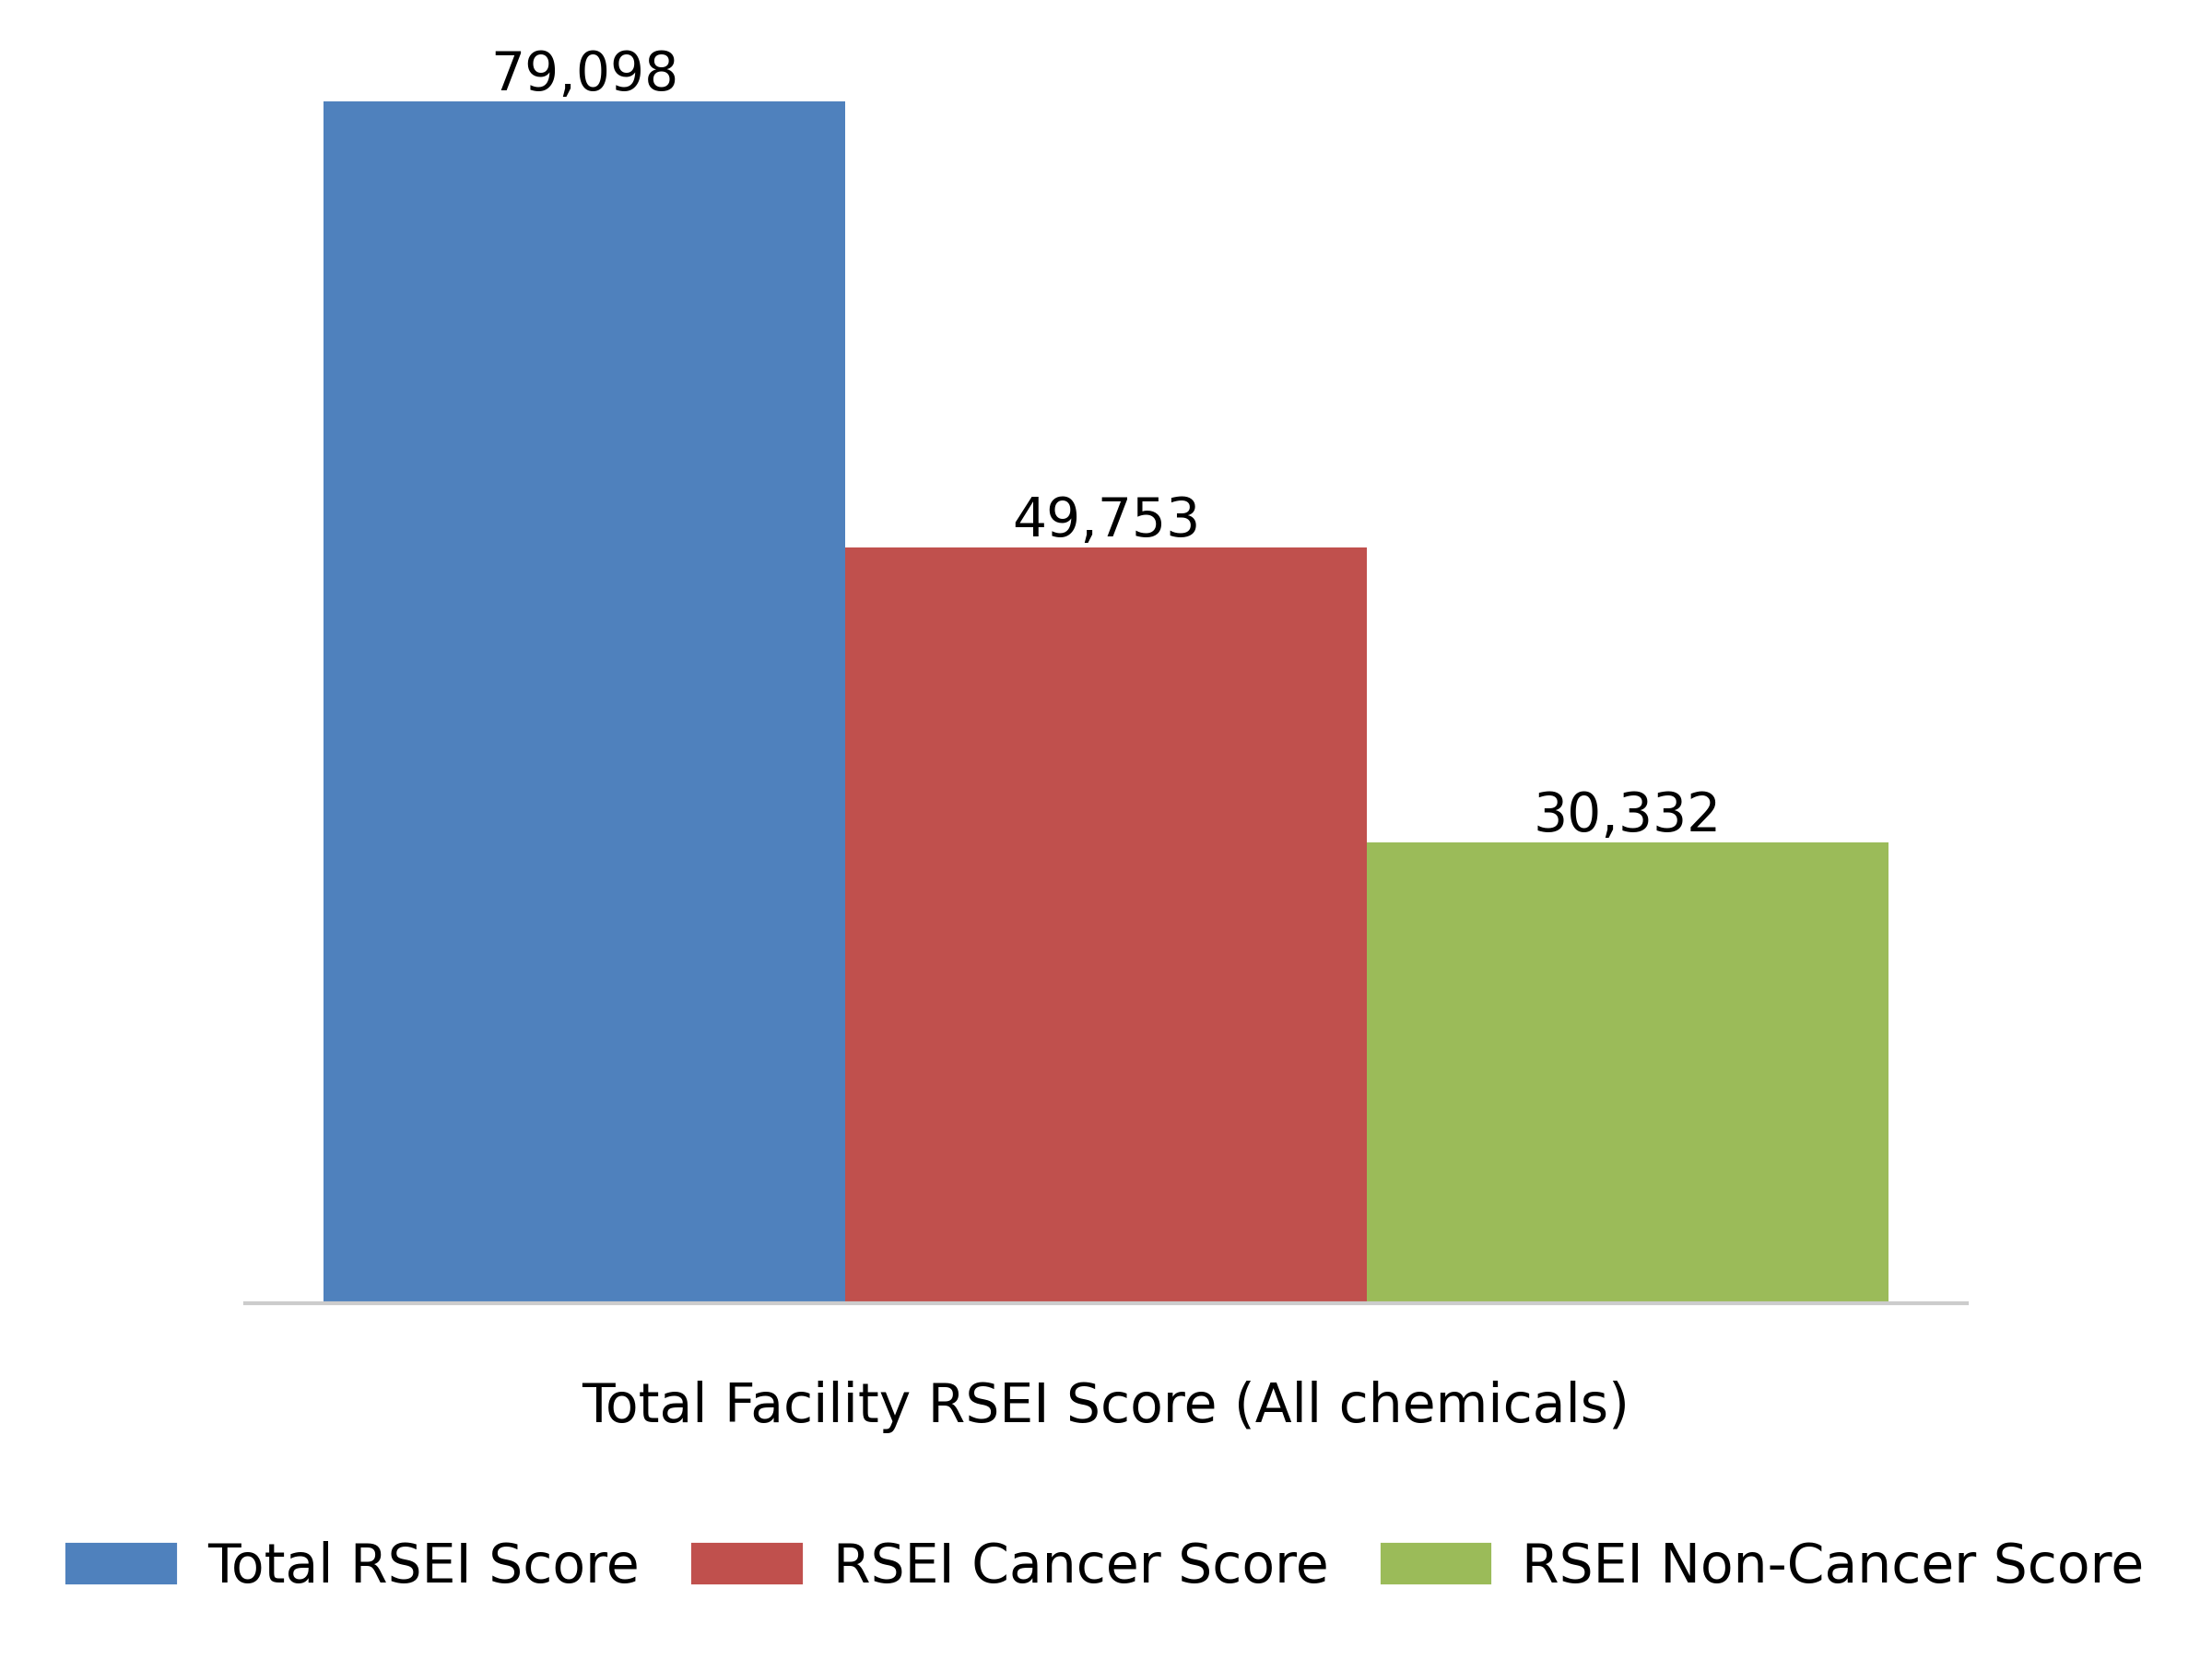 79,098
49,753
30,332
Total Facility RSEI Score (All chemicals)
Total RSEI Score
RSEI Cancer Score
RSEI Non-Cancer Score